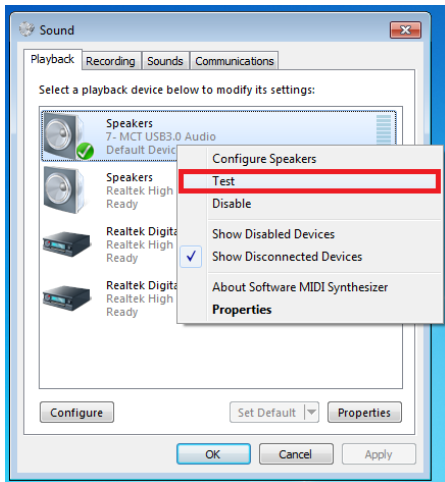 Sound
Playback Recording Sounds Communications
Select a playback device below to modify its settings:
Speakers
7- MCT USB3.0 Audio
Default Devic
Configure Speakers
Test
Disable
Show Disabled Devices
Show Disconnected Devices
About Software MIDI Synthesizer
Properties
Speakers
Realtek High
Ready
Realtek Digita
Realtek High
Ready
Realtek Digita
Realtek High
Ready
Configure Set Default Properties
OK Cancel Apply